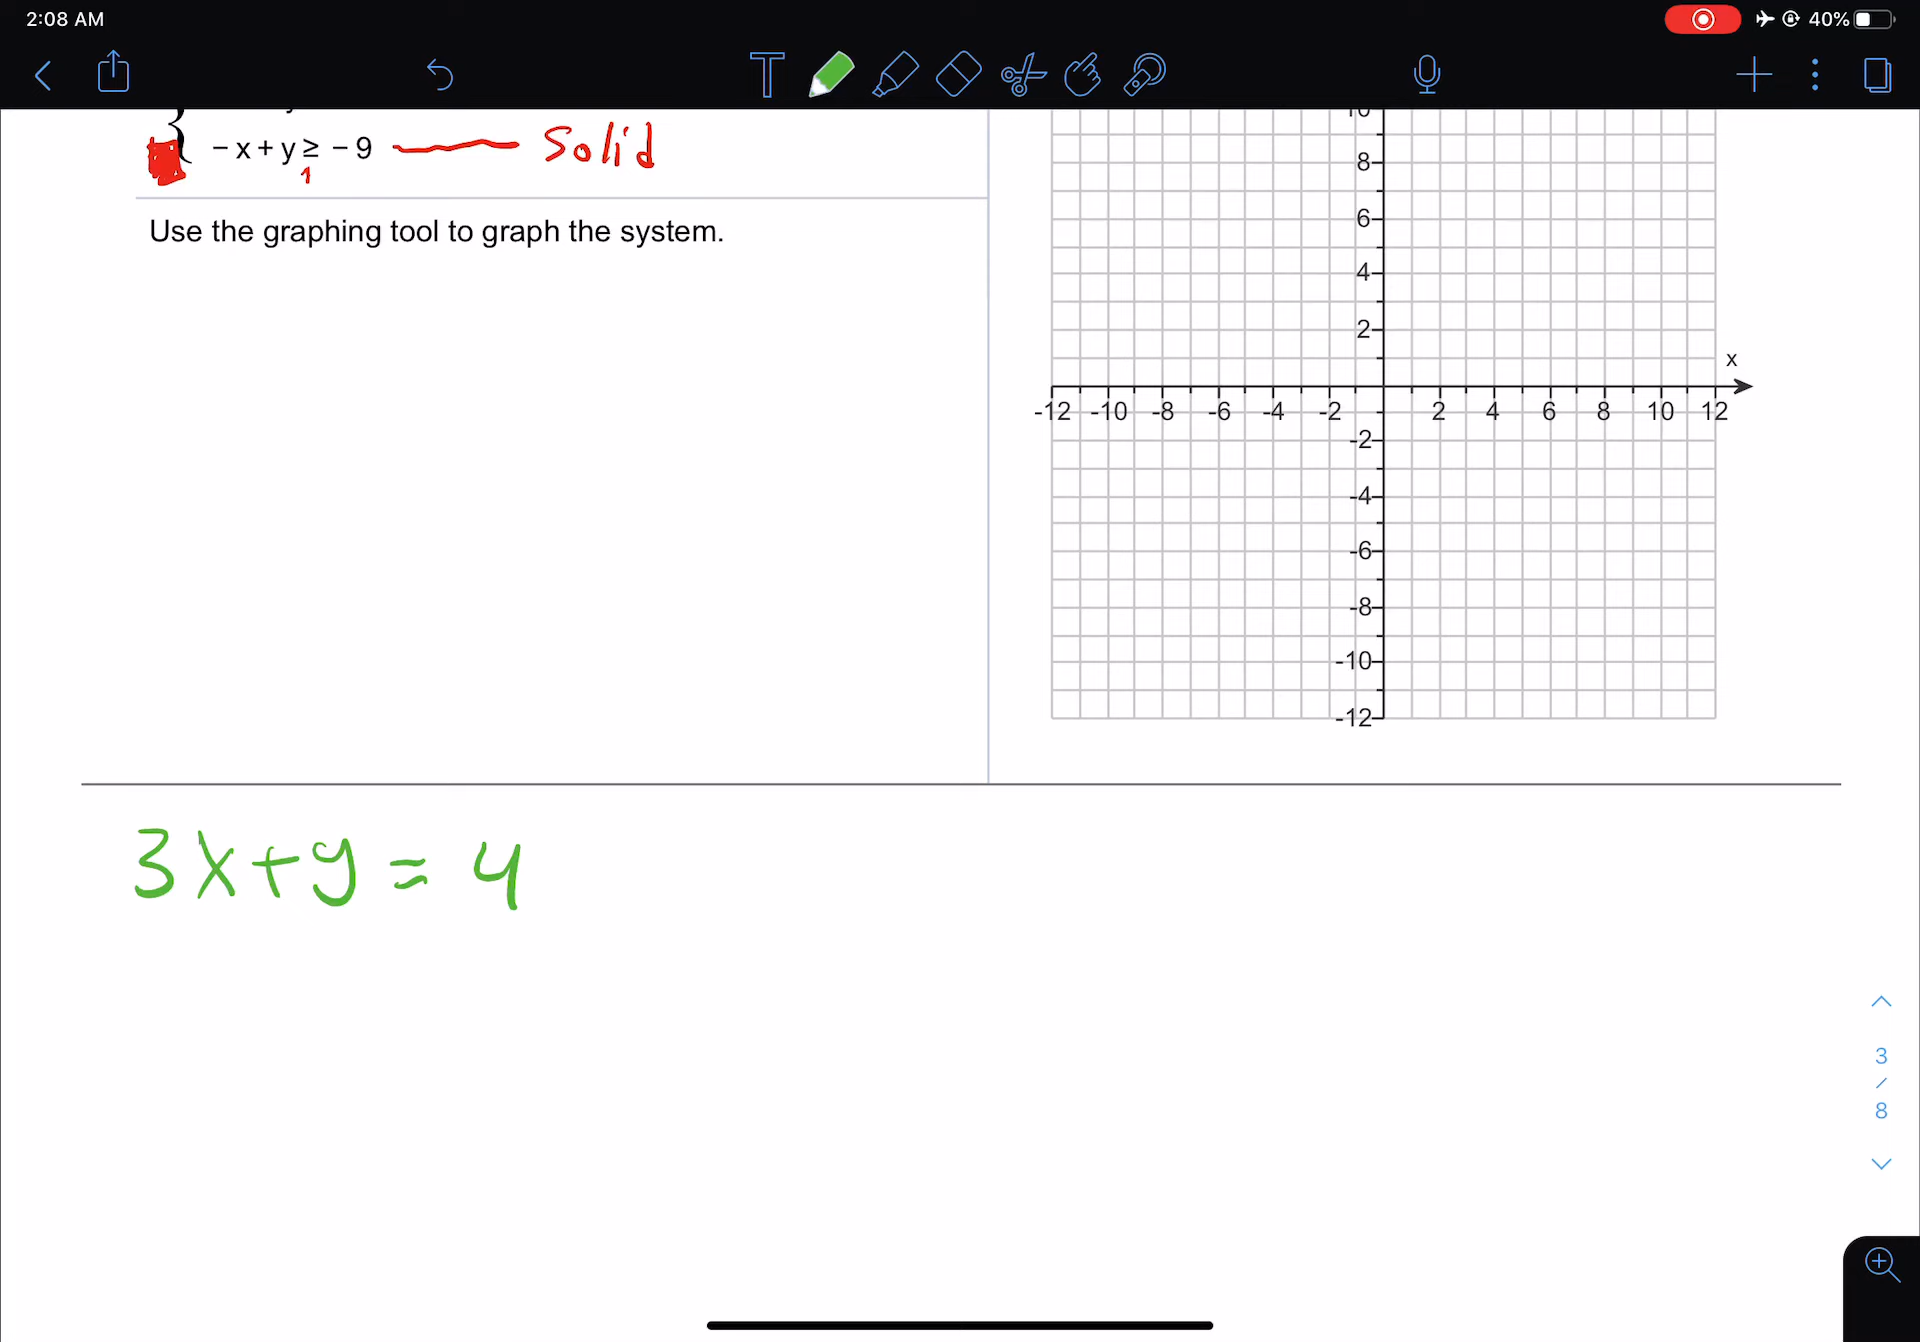 2:08 AM
40%
T
10
− x + y ≥ − 9 Solid
1
Use the graphing tool to graph the system.
8
6
4
2
x
-12 -10 -8 -6 -4 -2 2 4 6 8 10 12
-2
-4
-6
-8
-10
-12
3x+y = 4
3
/
8